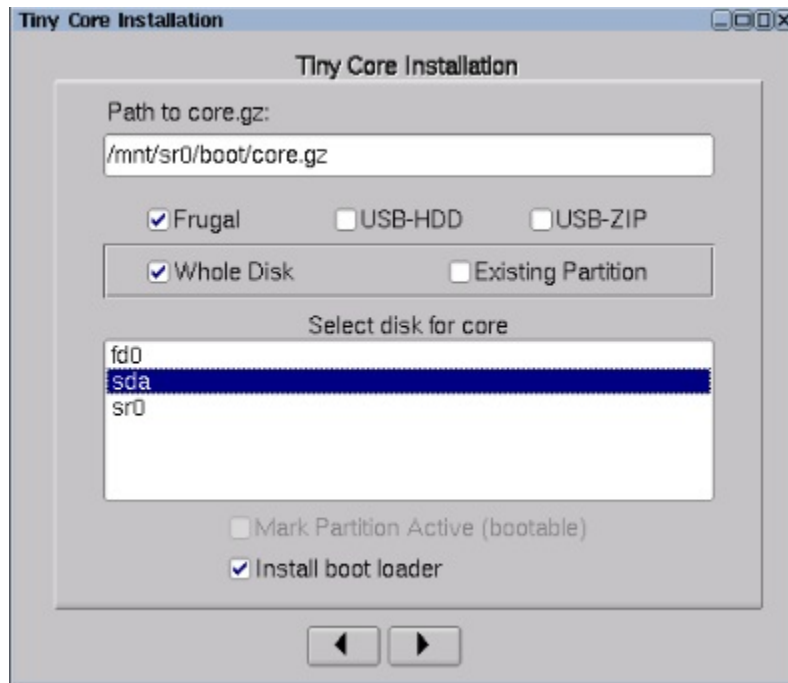 Tiny Core Installation
Tiny Core Installation
Path to core.gz:
/mnt/sr0/boot/core.gz
Frugal USB-HDD USB-ZIP
Whole Disk Existing Partition
Select disk for core
fd0
sda
sr0
Mark Partition Active (bootable)
Install boot loader